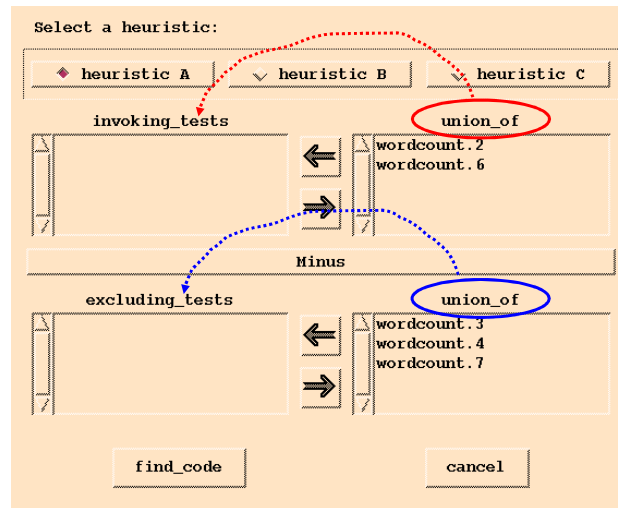 Select a heuristic:
heuristic A heuristic B heuristic C
invoking_tests union_of
wordcount.2
wordcount.6
Minus
excluding_tests union_of
wordcount.3
wordcount.4
wordcount.7
find_code cancel